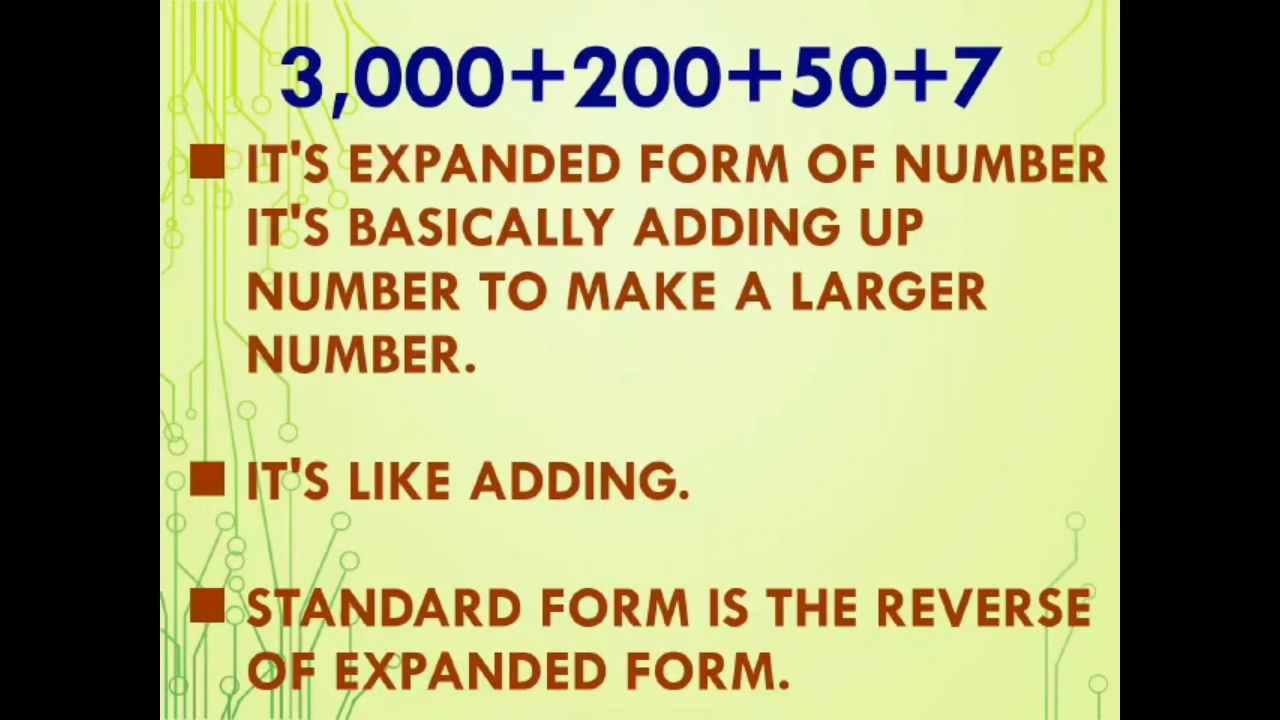 3,000+200+50+7
■ IT'S EXPANDED FORM OF NUMBER
IT'S BASICALLY ADDING UP
NUMBER TO MAKE A LARGER
NUMBER.
■ IT'S LIKE ADDING.
■ STANDARD FORM IS THE REVERSE
OF EXPANDED FORM.